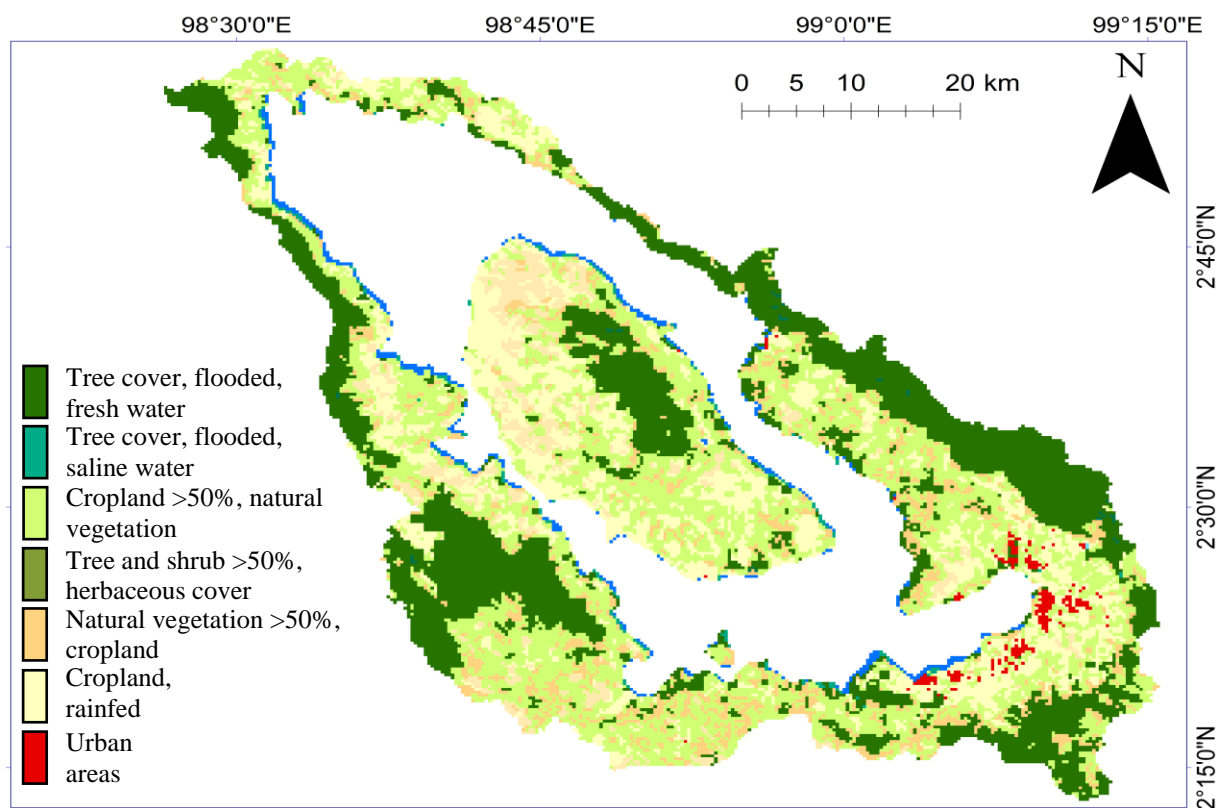 98°30'0"E 98°45'0"E 99°0'0"E 99°15'0"E
0 5 10 20 km
N
2°45'0"N
2°30'0"N
2°15'0"N
Tree cover, flooded,
fresh water
Tree cover, flooded,
saline water
Cropland >50%, natural
vegetation
Tree and shrub >50%,
herbaceous cover
Natural vegetation >50%,
cropland
Cropland,
rainfed
Urban
areas